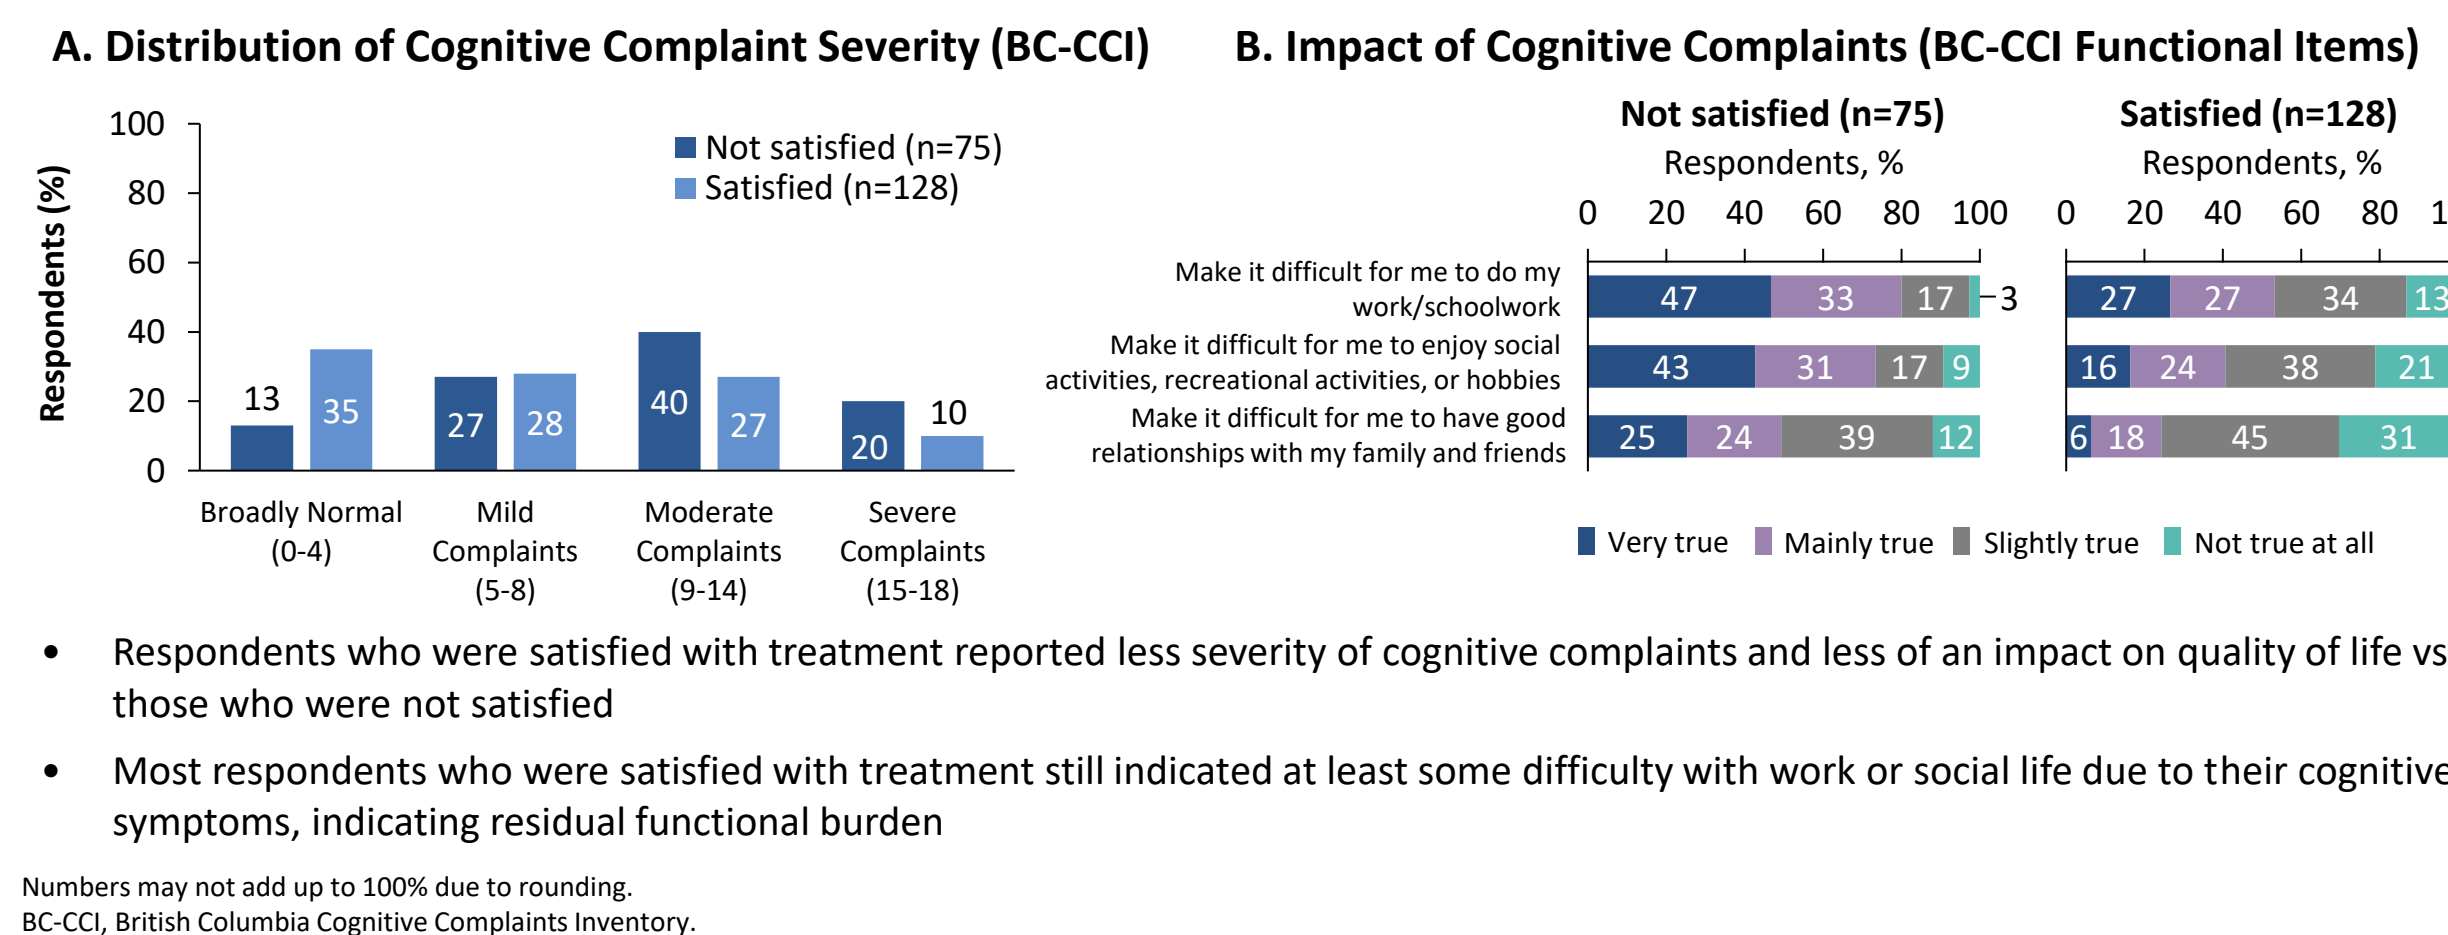 A. Distribution of Cognitive Complaint Severity (BC-CCI)
Respondents (%)
100
80
60
40
20
0
Not satisfied (n=75)
Satisfied (n=128)
13
35
27
28
40
27
20
10
Broadly Normal
(0-4)
Mild
Complaints
(5-8)
Moderate
Complaints
(9-14)
Severe
Complaints
(15-18)
B. Impact of Cognitive Complaints (BC-CCI Functional Items)
Not satisfied (n=75)
Respondents, %
0 20 40 60 80 100
Satisfied (n=128)
Respondents, %
0 20 40 60 80 1
Make it difficult for me to do my
work/schoolwork
47 33 17 3
27 27 34 13
Make it difficult for me to enjoy social
activities, recreational activities, or hobbies
43 31 17 9
16 24 38 21
Make it difficult for me to have good
relationships with my family and friends
25 24 39 12
6 18 45 31
Very true Mainly true Slightly true Not true at all
• Respondents who were satisfied with treatment reported less severity of cognitive complaints and less of an impact on quality of life vs
those who were not satisfied
• Most respondents who were satisfied with treatment still indicated at least some difficulty with work or social life due to their cognitive
symptoms, indicating residual functional burden
Numbers may not add up to 100% due to rounding.
BC-CCI, British Columbia Cognitive Complaints Inventory.